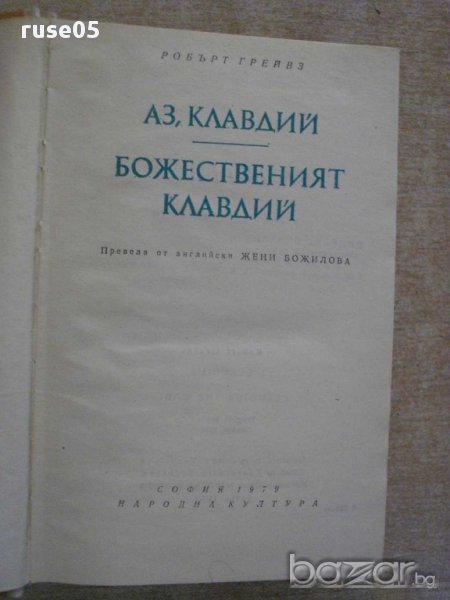 ruse05
РОБЪРТ ГРЕЙВЗ
АЗ, КЛАВДИЙ
БОЖЕСТВЕНИЯТ
КЛАВДИЙ
Превела от английски ЖЕНИ БОЖИЛОВА
СОФИЯ 1979
НАРОДНА КУЛТУРА
bazar.bg